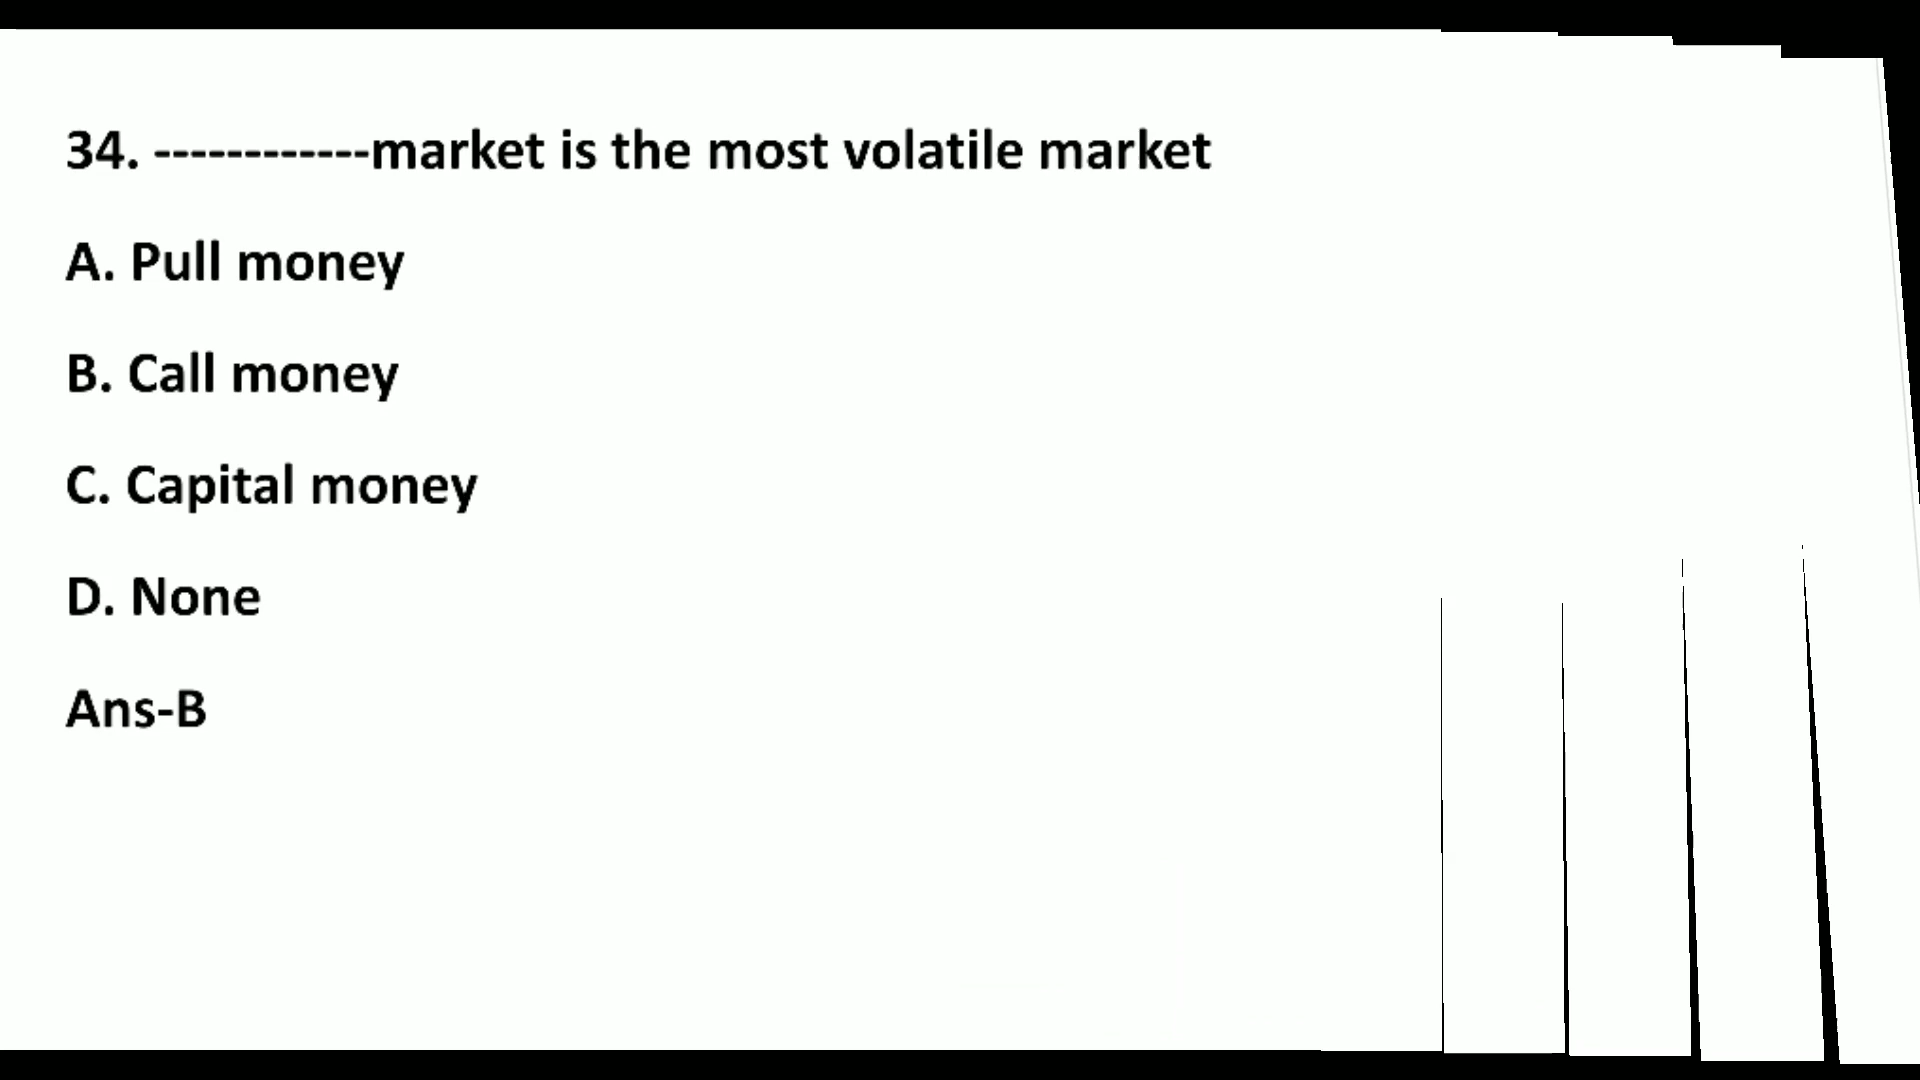 34. ------------market is the most volatile market
A. Pull money
B. Call money
C. Capital money
D. None
Ans-B